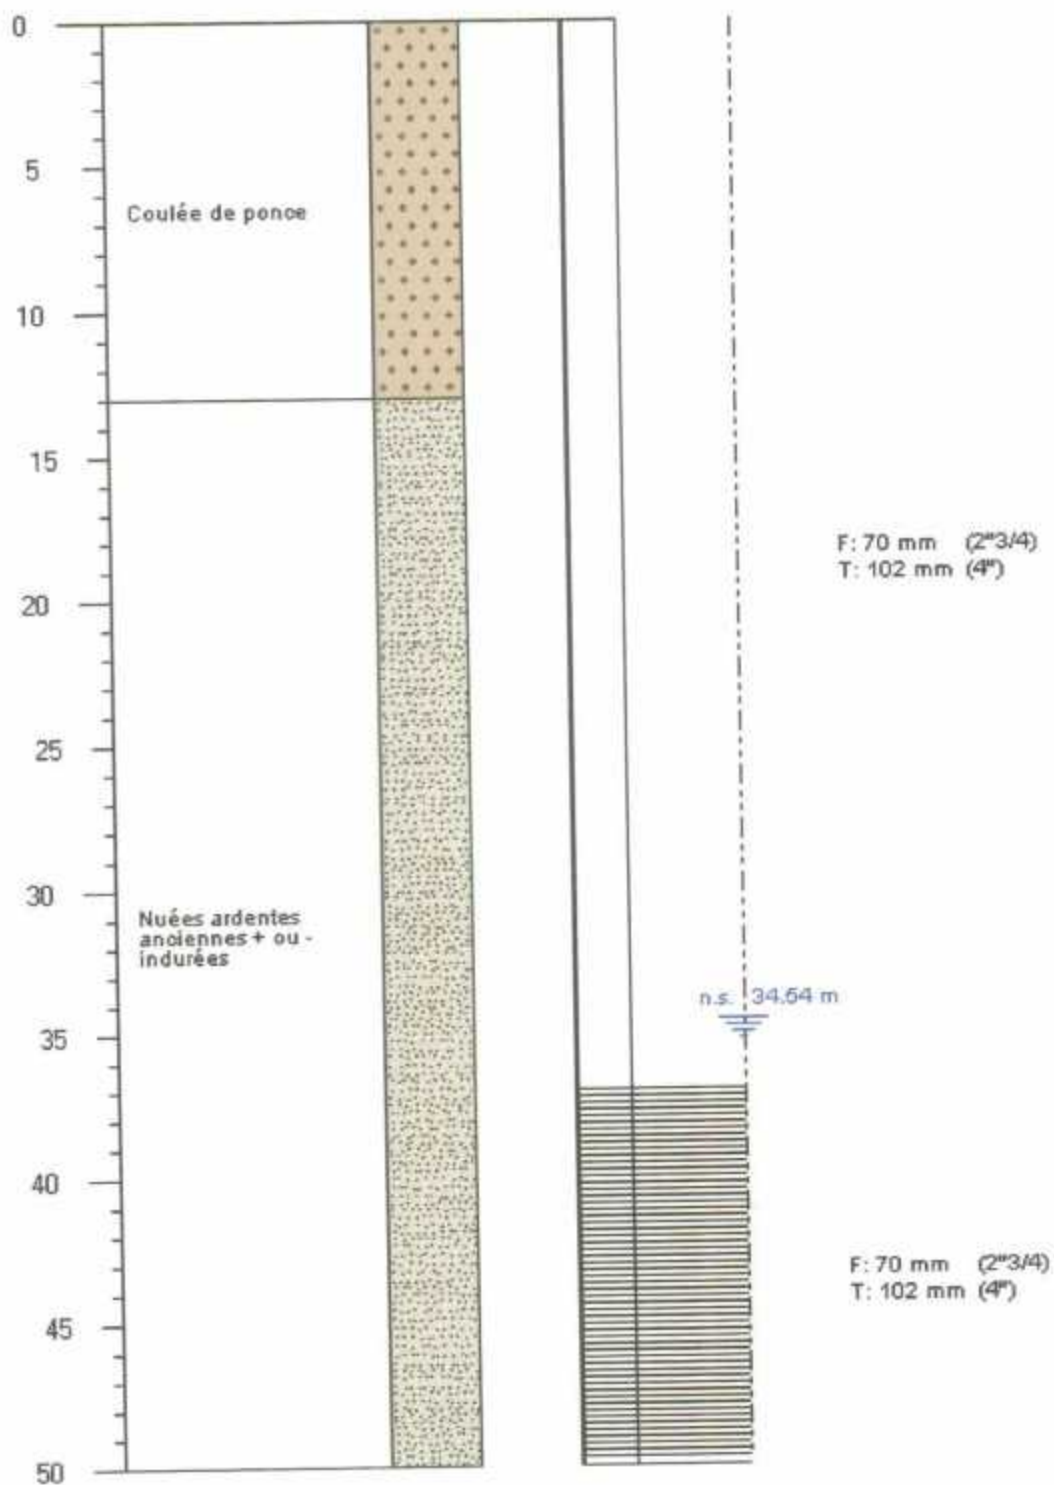 0
5
Coulée de ponce
10
15
F: 70 mm (2"3/4)
T: 102 mm (4")
20
25
30
Nuées ardentes
anciennes + ou -
indurées
n.s. 34.54 m
35
40
F: 70 mm (2"3/4)
T: 102 mm (4")
45
50